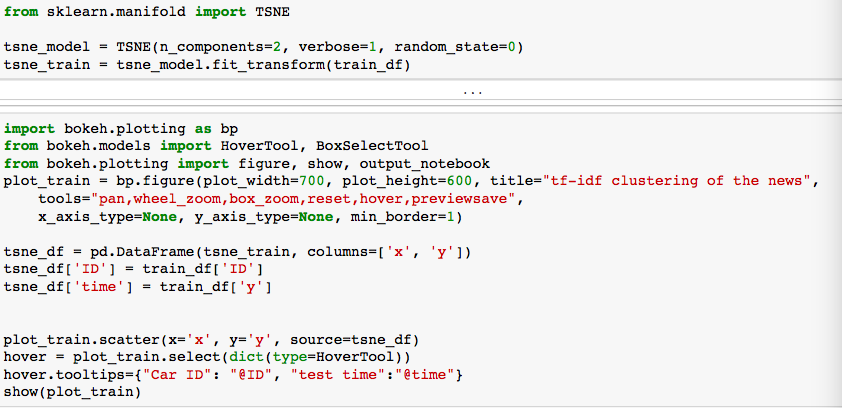 from sklearn.manifold import TSNE
tsne_model = TSNE(n_components=2, verbose=1, random_state=0)
tsne_train = tsne_model.fit_transform(train_df)
...
import bokeh.plotting as bp
from bokeh.models import HoverTool, BoxSelectTool
from bokeh.plotting import figure, show, output_notebook
plot_train = bp.figure(plot_width=700, plot_height=600, title="tf-idf clustering of the news",
    tools="pan,wheel_zoom,box_zoom,reset,hover,previewsave",
    x_axis_type=None, y_axis_type=None, min_border=1)
tsne_df = pd.DataFrame(tsne_train, columns=['x', 'y'])
tsne_df['ID'] = train_df['ID']
tsne_df['time'] = train_df['y']
plot_train.scatter(x='x', y='y', source=tsne_df)
hover = plot_train.select(dict(type=HoverTool))
hover.tooltips={"Car ID": "@ID", "test time":"@time"}
show(plot_train)